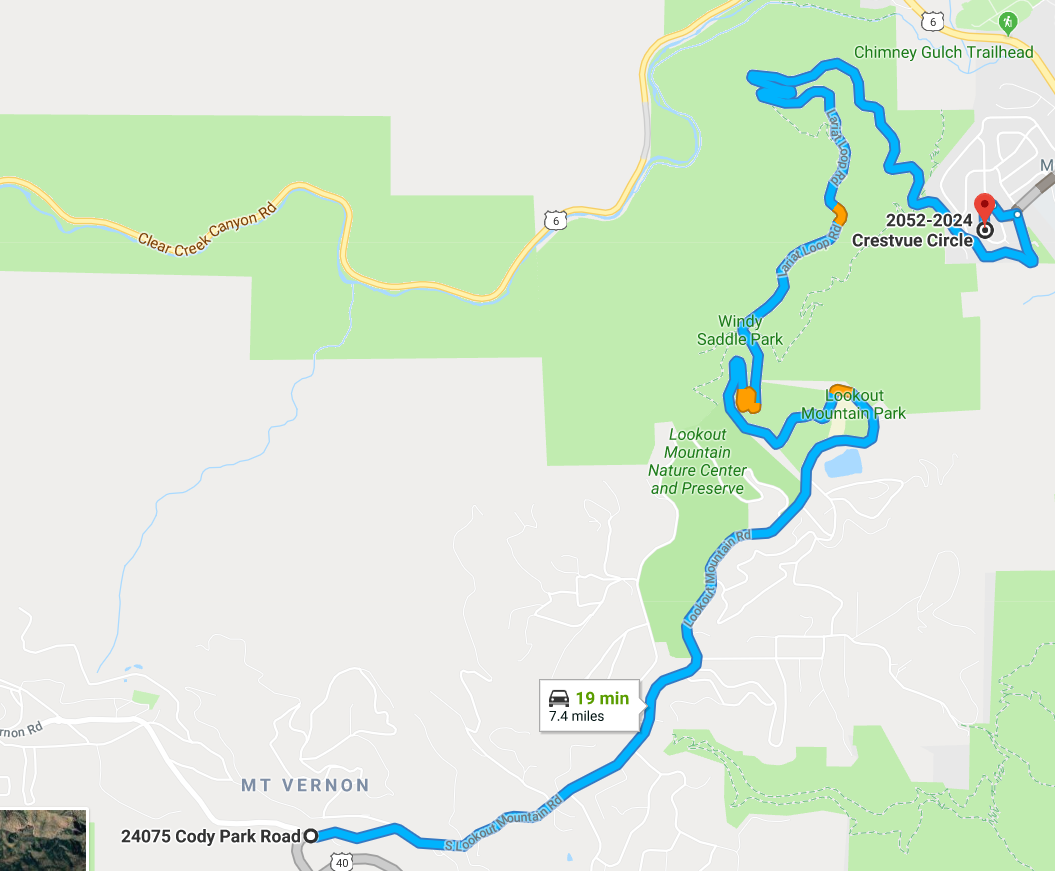 6
Chimney Gulch Trailhead
M
Lariat Loop Rd
Clear Creek Canyon Rd
6
2052-2024
Crestvue Circle
Lariat Loop Rd
Windy
Saddle Park
Lookout
Mountain Park
Lookout
Mountain
Nature Center
and Preserve
Lookout Mountain Rd
19 min
7.4 miles
rnon Rd
MT VERNON
S Lookout Mountain Rd
24075 Cody Park Road
40